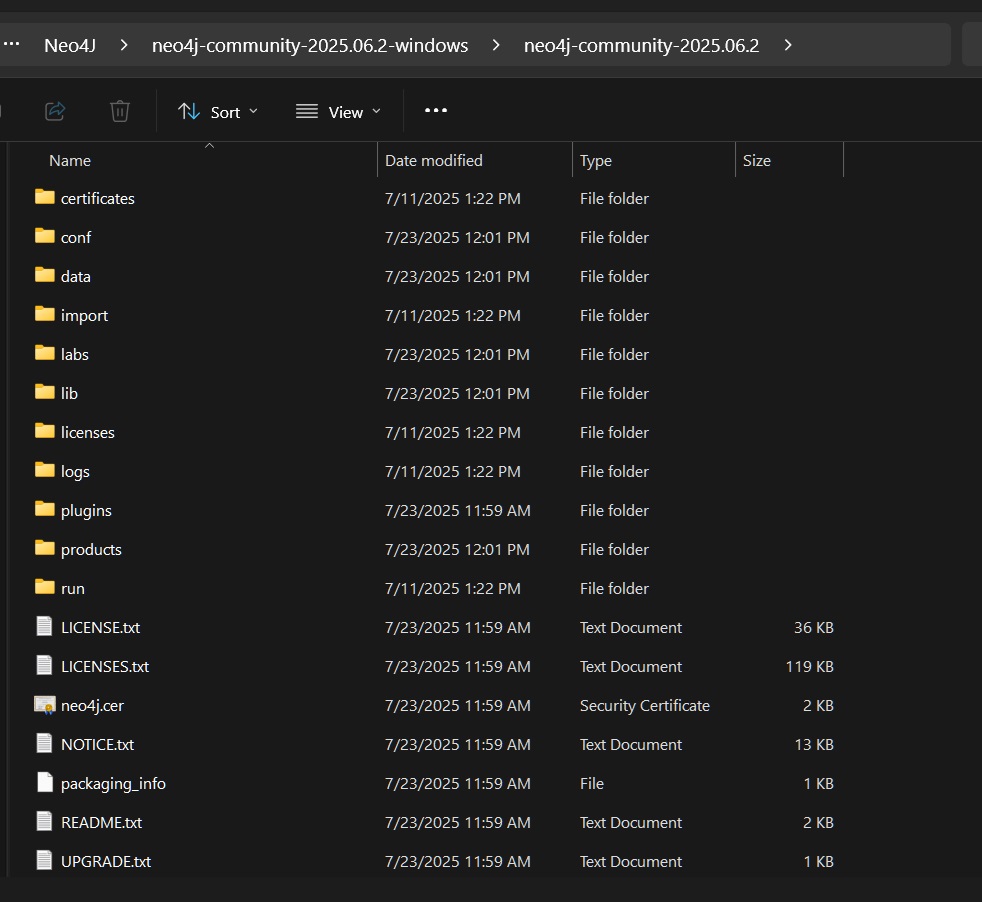 Neo4J > neo4j-community-2025.06.2-windows > neo4j-community-2025.06.2 >
Sort View
Name Date modified Type Size
certificates 7/11/2025 1:22 PM File folder
conf 7/23/2025 12:01 PM File folder
data 7/23/2025 12:01 PM File folder
import 7/11/2025 1:22 PM File folder
labs 7/23/2025 12:01 PM File folder
lib 7/23/2025 12:01 PM File folder
licenses 7/11/2025 1:22 PM File folder
logs 7/11/2025 1:22 PM File folder
plugins 7/23/2025 11:59 AM File folder
products 7/23/2025 12:01 PM File folder
run 7/11/2025 1:22 PM File folder
LICENSE.txt 7/23/2025 11:59 AM Text Document 36 KB
LICENSES.txt 7/23/2025 11:59 AM Text Document 119 KB
neo4j.cer 7/23/2025 11:59 AM Security Certificate 2 KB
NOTICE.txt 7/23/2025 11:59 AM Text Document 13 KB
packaging_info 7/23/2025 11:59 AM File 1 KB
README.txt 7/23/2025 11:59 AM Text Document 2 KB
UPGRADE.txt 7/23/2025 11:59 AM Text Document 1 KB